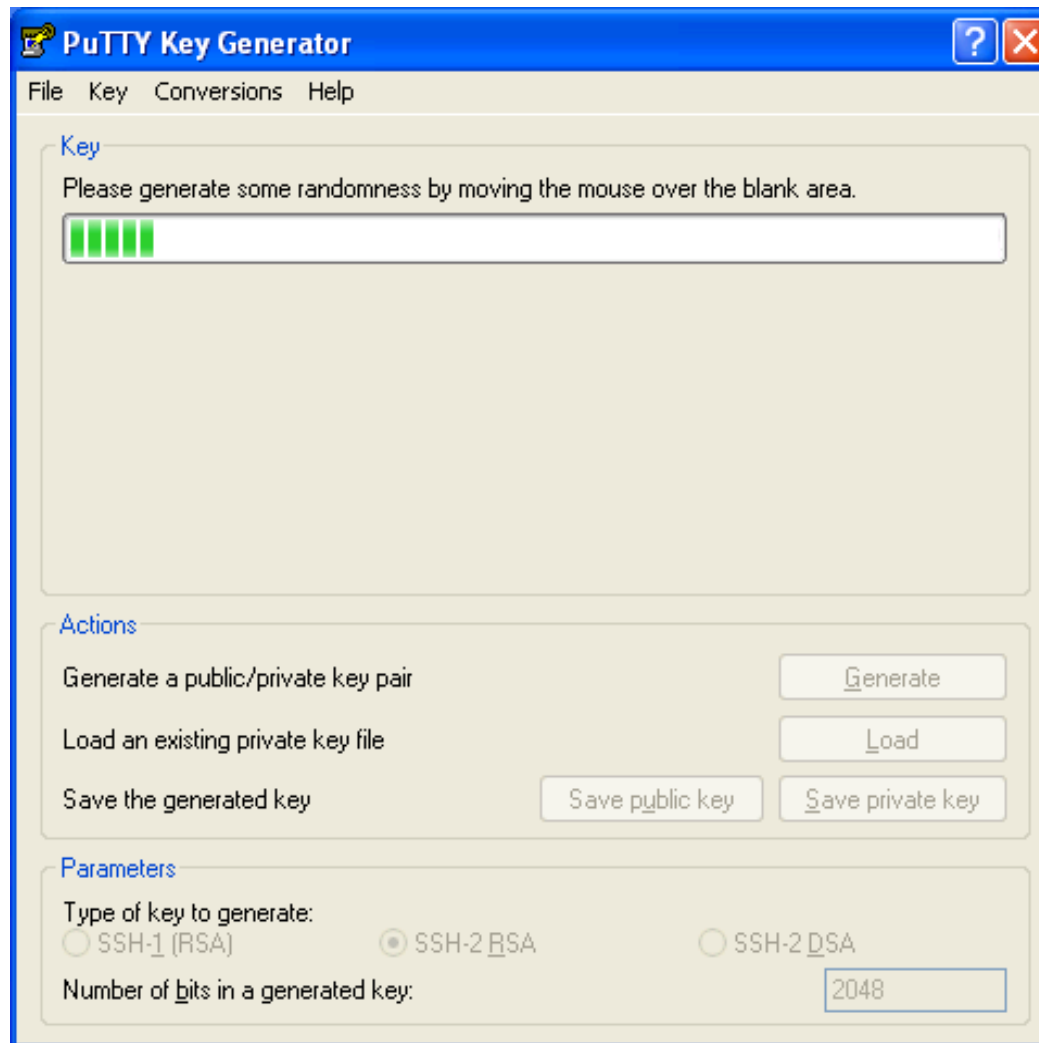 PuTTY Key Generator
File Key Conversions Help
Key
Please generate some randomness by moving the mouse over the blank area.
Actions
Generate a public/private key pair Generate
Load an existing private key file Load
Save the generated key Save public key Save private key
Parameters
Type of key to generate:
SSH-1 (RSA) SSH-2 RSA SSH-2 DSA
Number of bits in a generated key: 2048